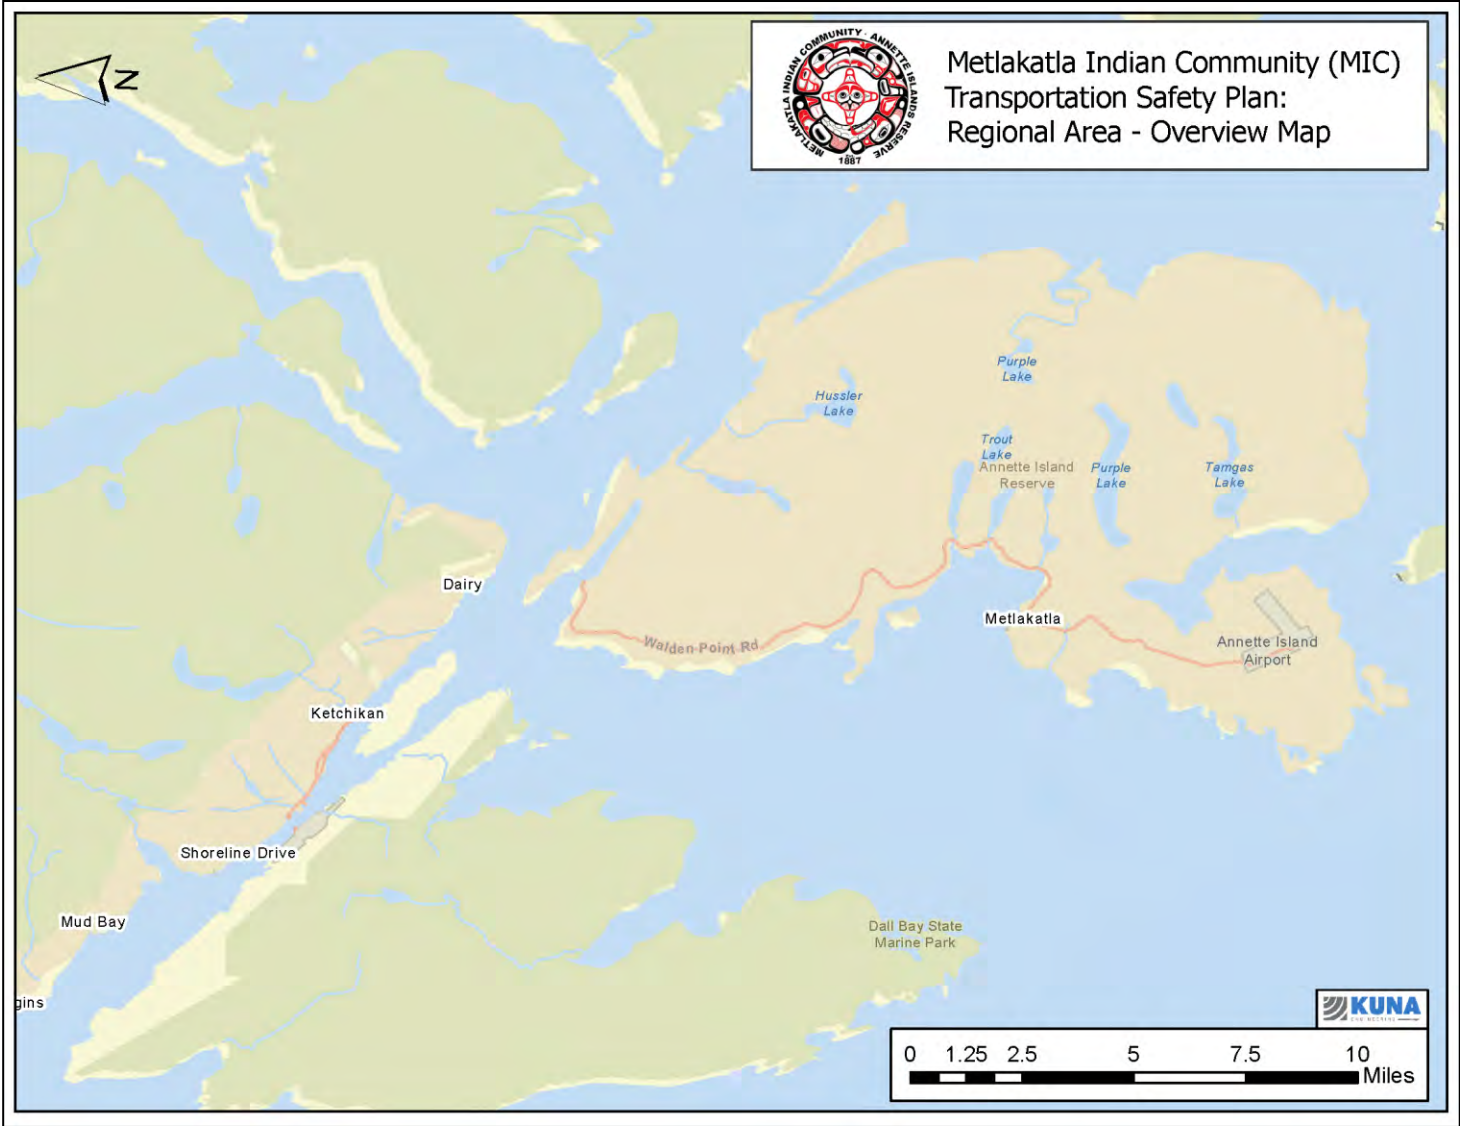 N
METLAKATLA INDIAN COMMUNITY · ANNETTE ISLANDS RESERVE
1887
Metlakatla Indian Community (MIC)
Transportation Safety Plan:
Regional Area - Overview Map
Purple
Lake
Hussler
Lake
Trout
Lake
Annette Island
Reserve
Purple
Lake
Tamgas
Lake
Dairy
Metlakatla
Walden-Point Rd
Annette Island
Airport
Ketchikan
Shoreline Drive
Mud Bay
Dall Bay State
Marine Park
gins
KUNA
ENGINEERING
0 1.25 2.5 5 7.5 10
Miles